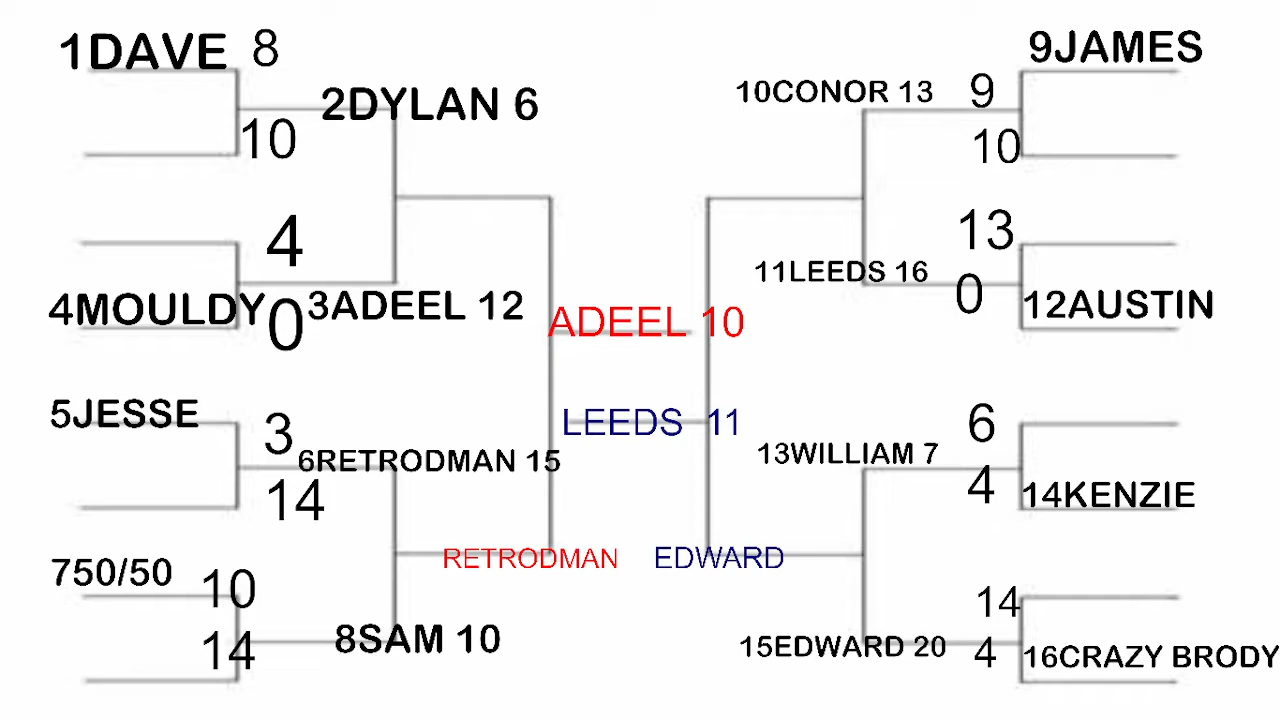 1DAVE 8
10
2DYLAN 6
4
4MOULDY 0
3ADEEL 12
5JESSE 3
14
6RETRODMAN 15
750/50 10
14
8SAM 10
ADEEL 10
RETRODMAN
LEEDS 11
EDWARD
9JAMES
9
10
10CONOR 13
13
0
11LEEDS 16
12AUSTIN
6
4
13WILLIAM 7
14KENZIE
14
4
15EDWARD 20
16CRAZY BRODY